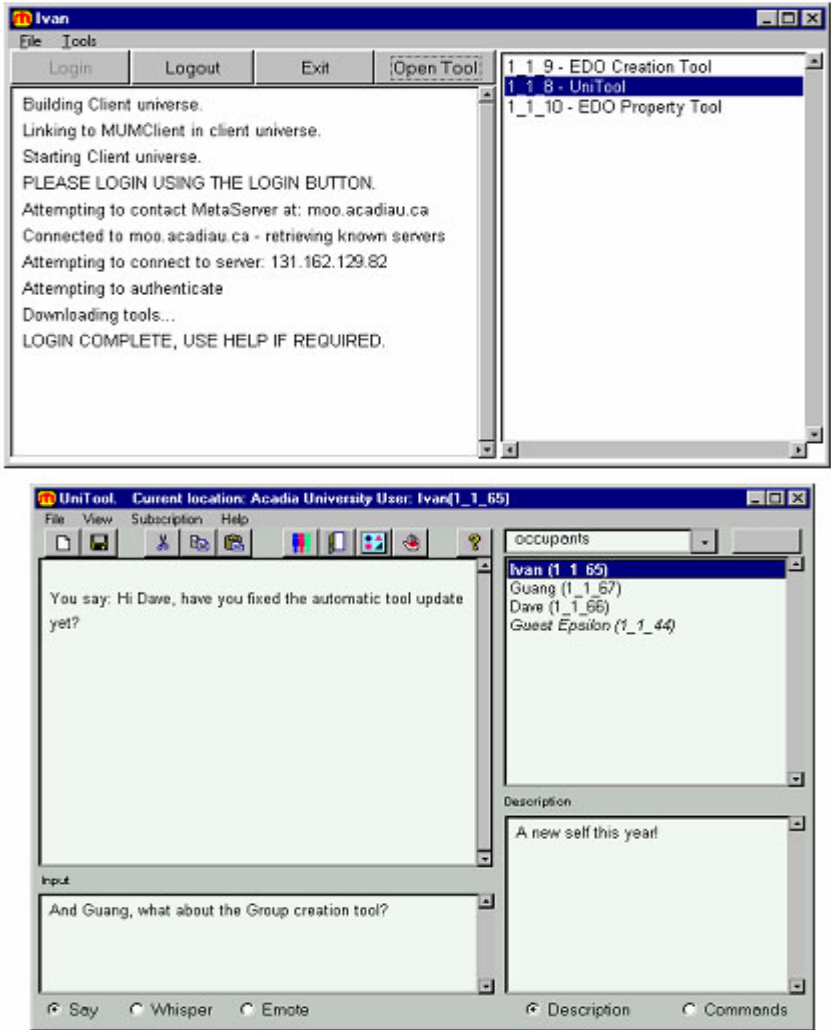 Ivan
File Tools
Login Logout Exit Open Tool
Building Client universe.
Linking to MUMClient in client universe.
Starting Client universe.
PLEASE LOGIN USING THE LOGIN BUTTON.
Attempting to contact MetaServer at: moo.acadiau.ca
Connected to moo.acadiau.ca - retrieving known servers
Attempting to connect to server: 131.162.129.82
Attempting to authenticate
Downloading tools...
LOGIN COMPLETE, USE HELP IF REQUIRED.
1_1_9 - EDO Creation Tool
1_1_8 - UniTool
1_1_10 - EDO Property Tool
UniTool. Current location: Acadia University User: Ivan(1_1_65)
File View Subscription Help
You say: Hi Dave, have you fixed the automatic tool update
yet?
Input
And Guang, what about the Group creation tool?
Say Whisper Emote
occupants
Ivan (1_1_65)
Guang (1_1_67)
Dave (1_1_66)
Guest Epsilon (1_1_44)
Description
A new self this year!
Description Commands